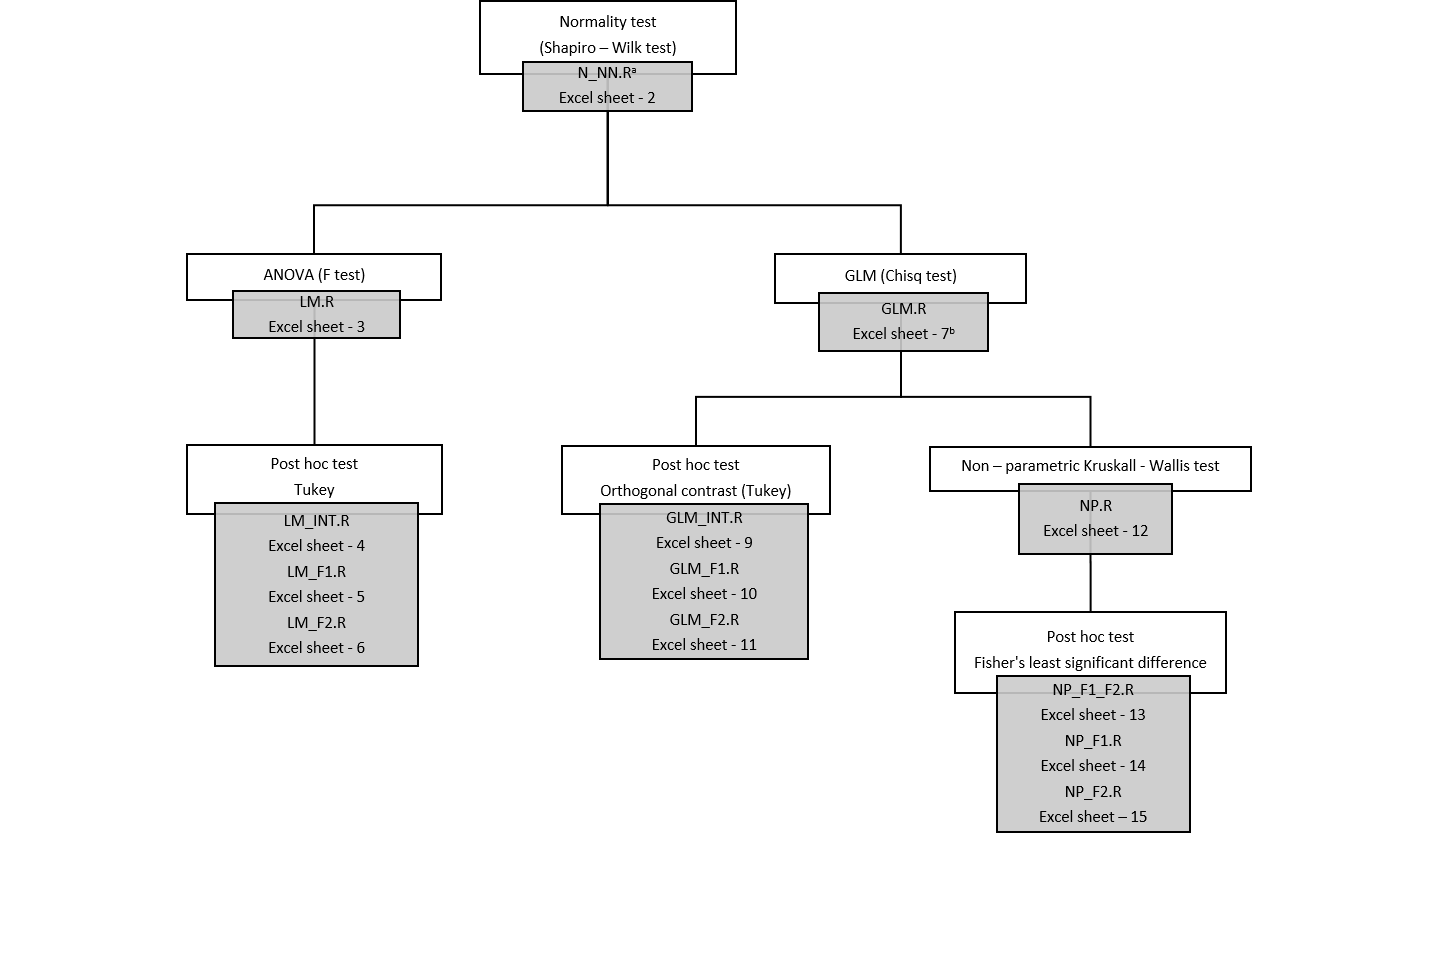 Normality test
(Shapiro – Wilk test)
N_NN.Rᵃ
Excel sheet - 2
ANOVA (F test)
LM.R
Excel sheet - 3
GLM (Chisq test)
GLM.R
Excel sheet - 7ᵇ
Post hoc test
Tukey
LM_INT.R
Excel sheet - 4
LM_F1.R
Excel sheet - 5
LM_F2.R
Excel sheet - 6
Post hoc test
Orthogonal contrast (Tukey)
GLM_INT.R
Excel sheet - 9
GLM_F1.R
Excel sheet - 10
GLM_F2.R
Excel sheet - 11
Non – parametric Kruskall - Wallis test
NP.R
Excel sheet - 12
Post hoc test
Fisher's least significant difference
NP_F1_F2.R
Excel sheet - 13
NP_F1.R
Excel sheet - 14
NP_F2.R
Excel sheet – 15